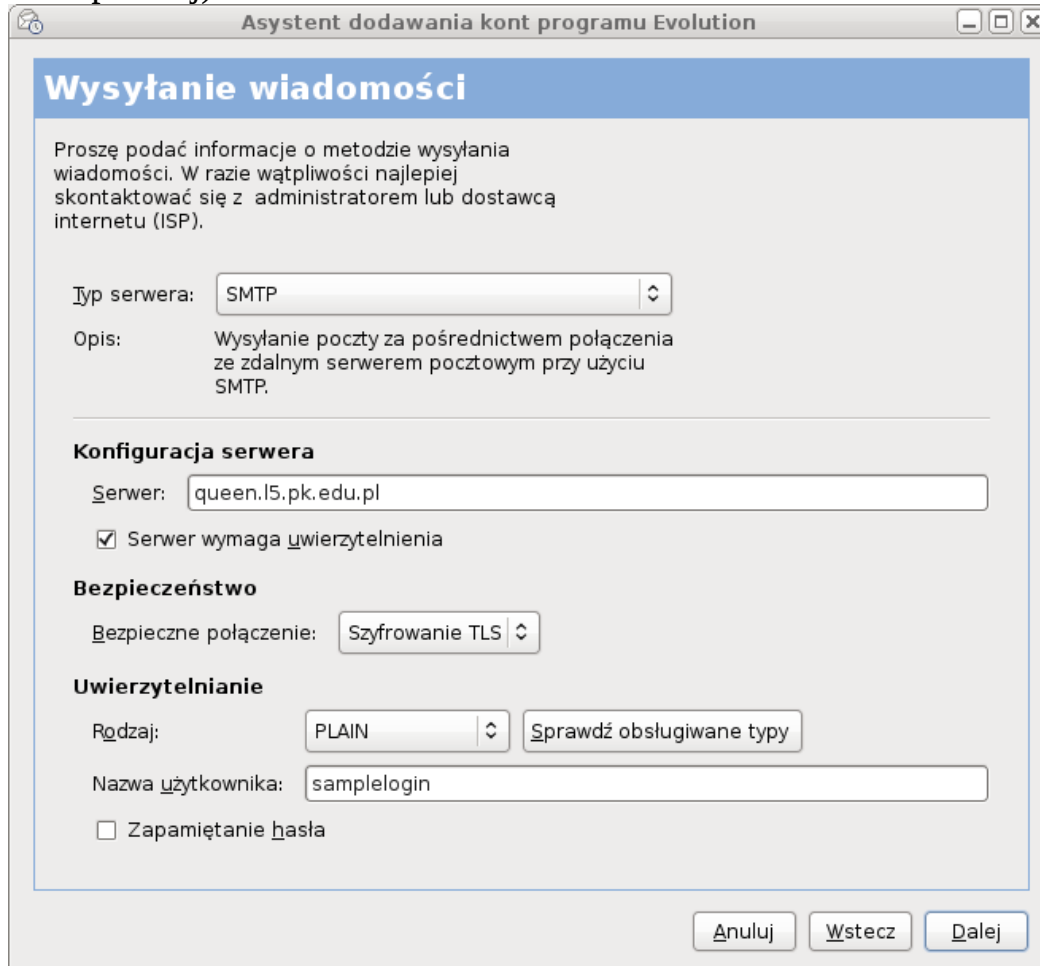 Asystent dodawania kont programu Evolution
Wysyłanie wiadomości
Proszę podać informacje o metodzie wysyłania
wiadomości. W razie wątpliwości najlepiej
skontaktować się z  administratorem lub dostawcą
internetu (ISP).
Typ serwera: SMTP
Opis: Wysyłanie poczty za pośrednictwem połączenia
ze zdalnym serwerem pocztowym przy użyciu
SMTP.
Konfiguracja serwera
Serwer: queen.l5.pk.edu.pl
Serwer wymaga uwierzytelnienia
Bezpieczeństwo
Bezpieczne połączenie: Szyfrowanie TLS
Uwierzytelnianie
Rodzaj: PLAIN Sprawdź obsługiwane typy
Nazwa użytkownika: samplelogin
Zapamiętanie hasła
Anuluj Wstecz Dalej